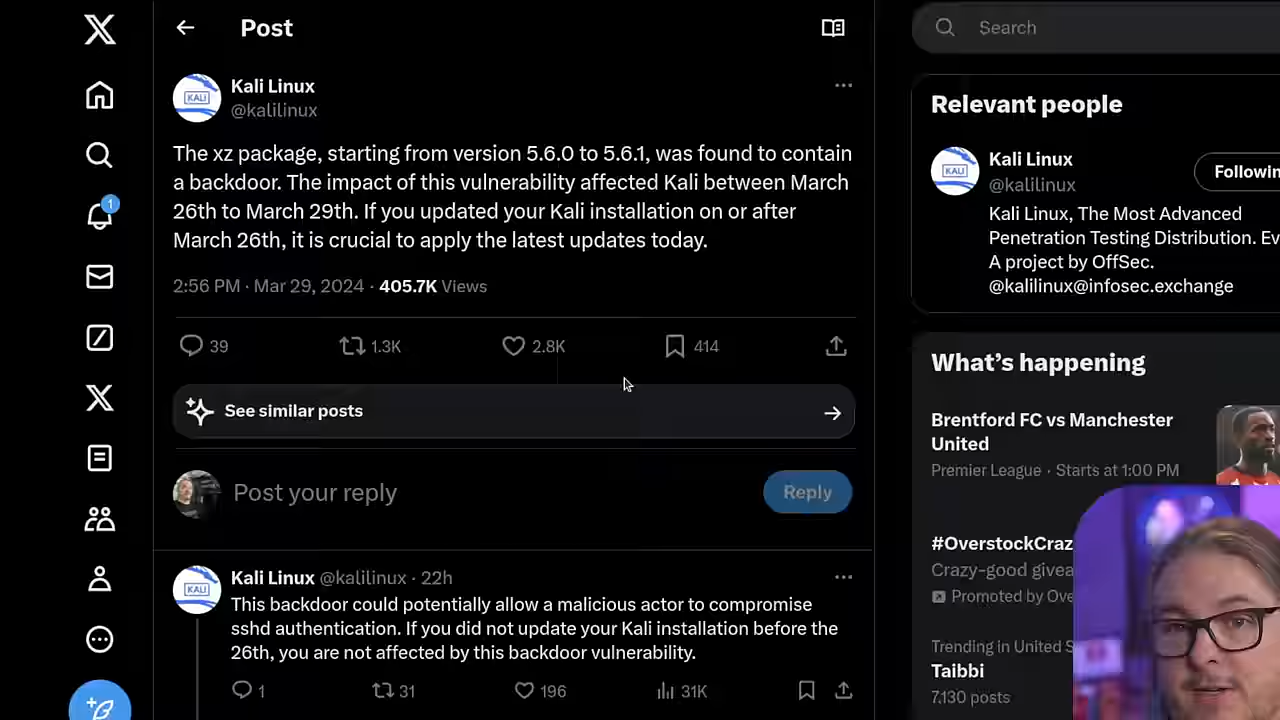 Post
Search
Kali Linux
@kalilinux
The xz package, starting from version 5.6.0 to 5.6.1, was found to contain
a backdoor. The impact of this vulnerability affected Kali between March
26th to March 29th. If you updated your Kali installation on or after
March 26th, it is crucial to apply the latest updates today.
2:56 PM · Mar 29, 2024 · 405.7K Views
39 1.3K 2.8K 414
See similar posts
Post your reply
Reply
Kali Linux @kalilinux · 22h
This backdoor could potentially allow a malicious actor to compromise
sshd authentication. If you did not update your Kali installation before the
26th, you are not affected by this backdoor vulnerability.
1 31 196 31K
1
KALI
KALI
Relevant people
KALI
Kali Linux
@kalilinux
Followin
Kali Linux, The Most Advanced
Penetration Testing Distribution. Ev
A project by OffSec.
@kalilinux@infosec.exchange
What's happening
Brentford FC vs Manchester
United
Premier League · Starts at 1:00 PM
#OverstockCraz
Crazy-good givea
Promoted by Ove
Trending in United S
Taibbi
7,130 posts